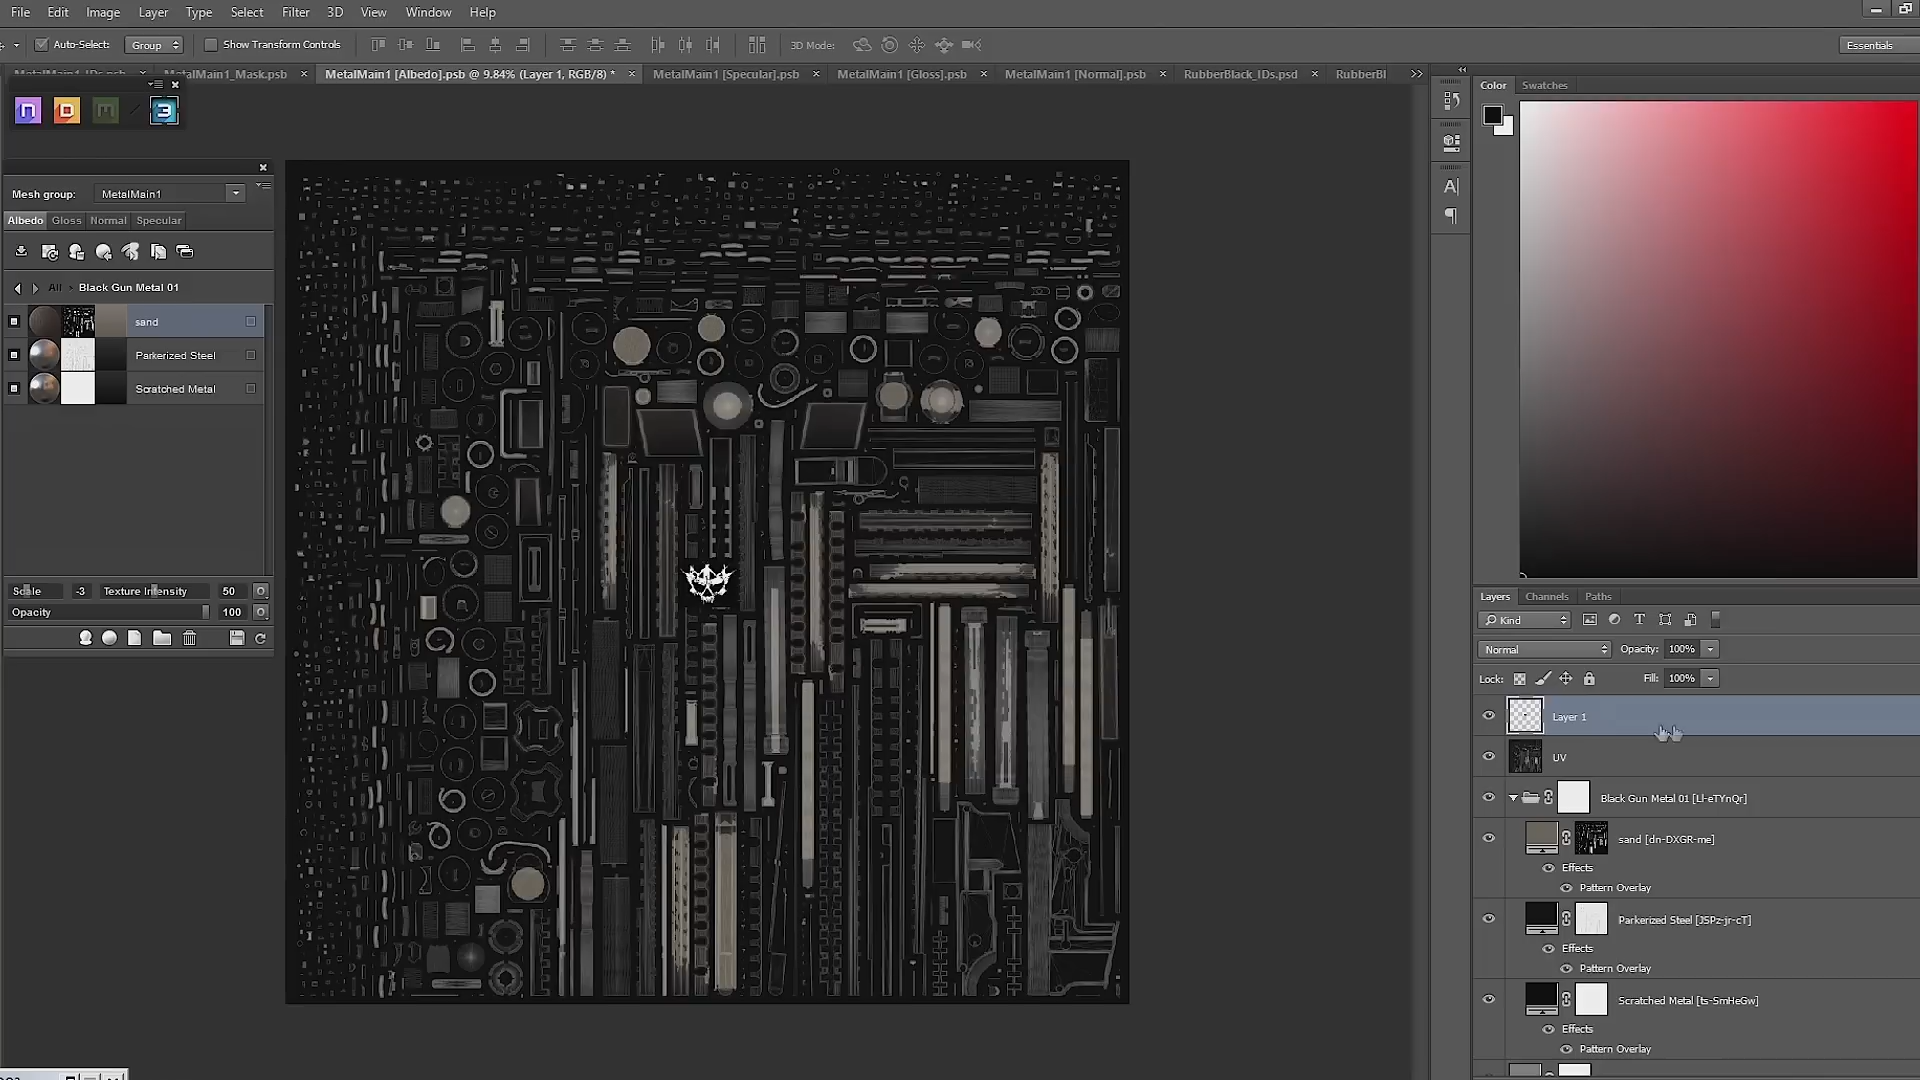 File Edit Image Layer Type Select Filter 3D View Window Help
Auto-Select: Group Show Transform Controls 3D Mode: Essentials
MetalMain1_IDs.psb MetalMain1_Mask.psb MetalMain1 [Albedo].psb @ 9.84% (Layer 1, RGB/8) * MetalMain1 [Specular].psb MetalMain1 [Gloss].psb MetalMain1 [Normal].psb RubberBlack_IDs.psd RubberBl
Mesh group: MetalMain1
Albedo Gloss Normal Specular
All > Black Gun Metal 01
sand
Parkerized Steel
Scratched Metal
Scale -3 Texture Intensity 50
Opacity 100
Color Swatches
Layers Channels Paths
Kind
Normal Opacity: 100%
Lock: Fill: 100%
Layer 1
UV
Black Gun Metal 01 [Ll-eTYnQr]
sand [dn-DXGR-me]
Effects
Pattern Overlay
Parkerized Steel [JSPz-jr-cT]
Effects
Pattern Overlay
Scratched Metal [ts-SmHeGw]
Effects
Pattern Overlay